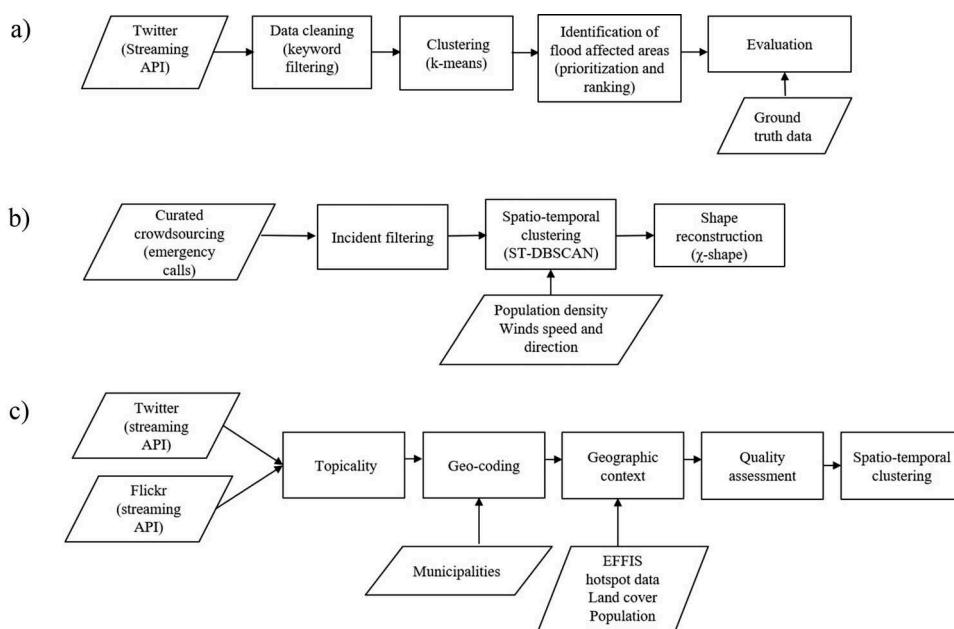 a)
Twitter
(Streaming
API)
Data cleaning
(keyword
filtering)
Clustering
(k-means)
Identification of
flood affected areas
(prioritization and
ranking)
Evaluation
Ground
truth data
b)
Curated
crowdsourcing
(emergency
calls)
Incident filtering
Spatio-temporal
clustering
(ST-DBSCAN)
Shape
reconstruction
(χ-shape)
Population density
Winds speed and
direction
c)
Twitter
(streaming
API)
Flickr
(streaming
API)
Topicality
Geo-coding
Geographic
context
Quality
assessment
Spatio-temporal
clustering
Municipalities
EFFIS
hotspot data
Land cover
Population